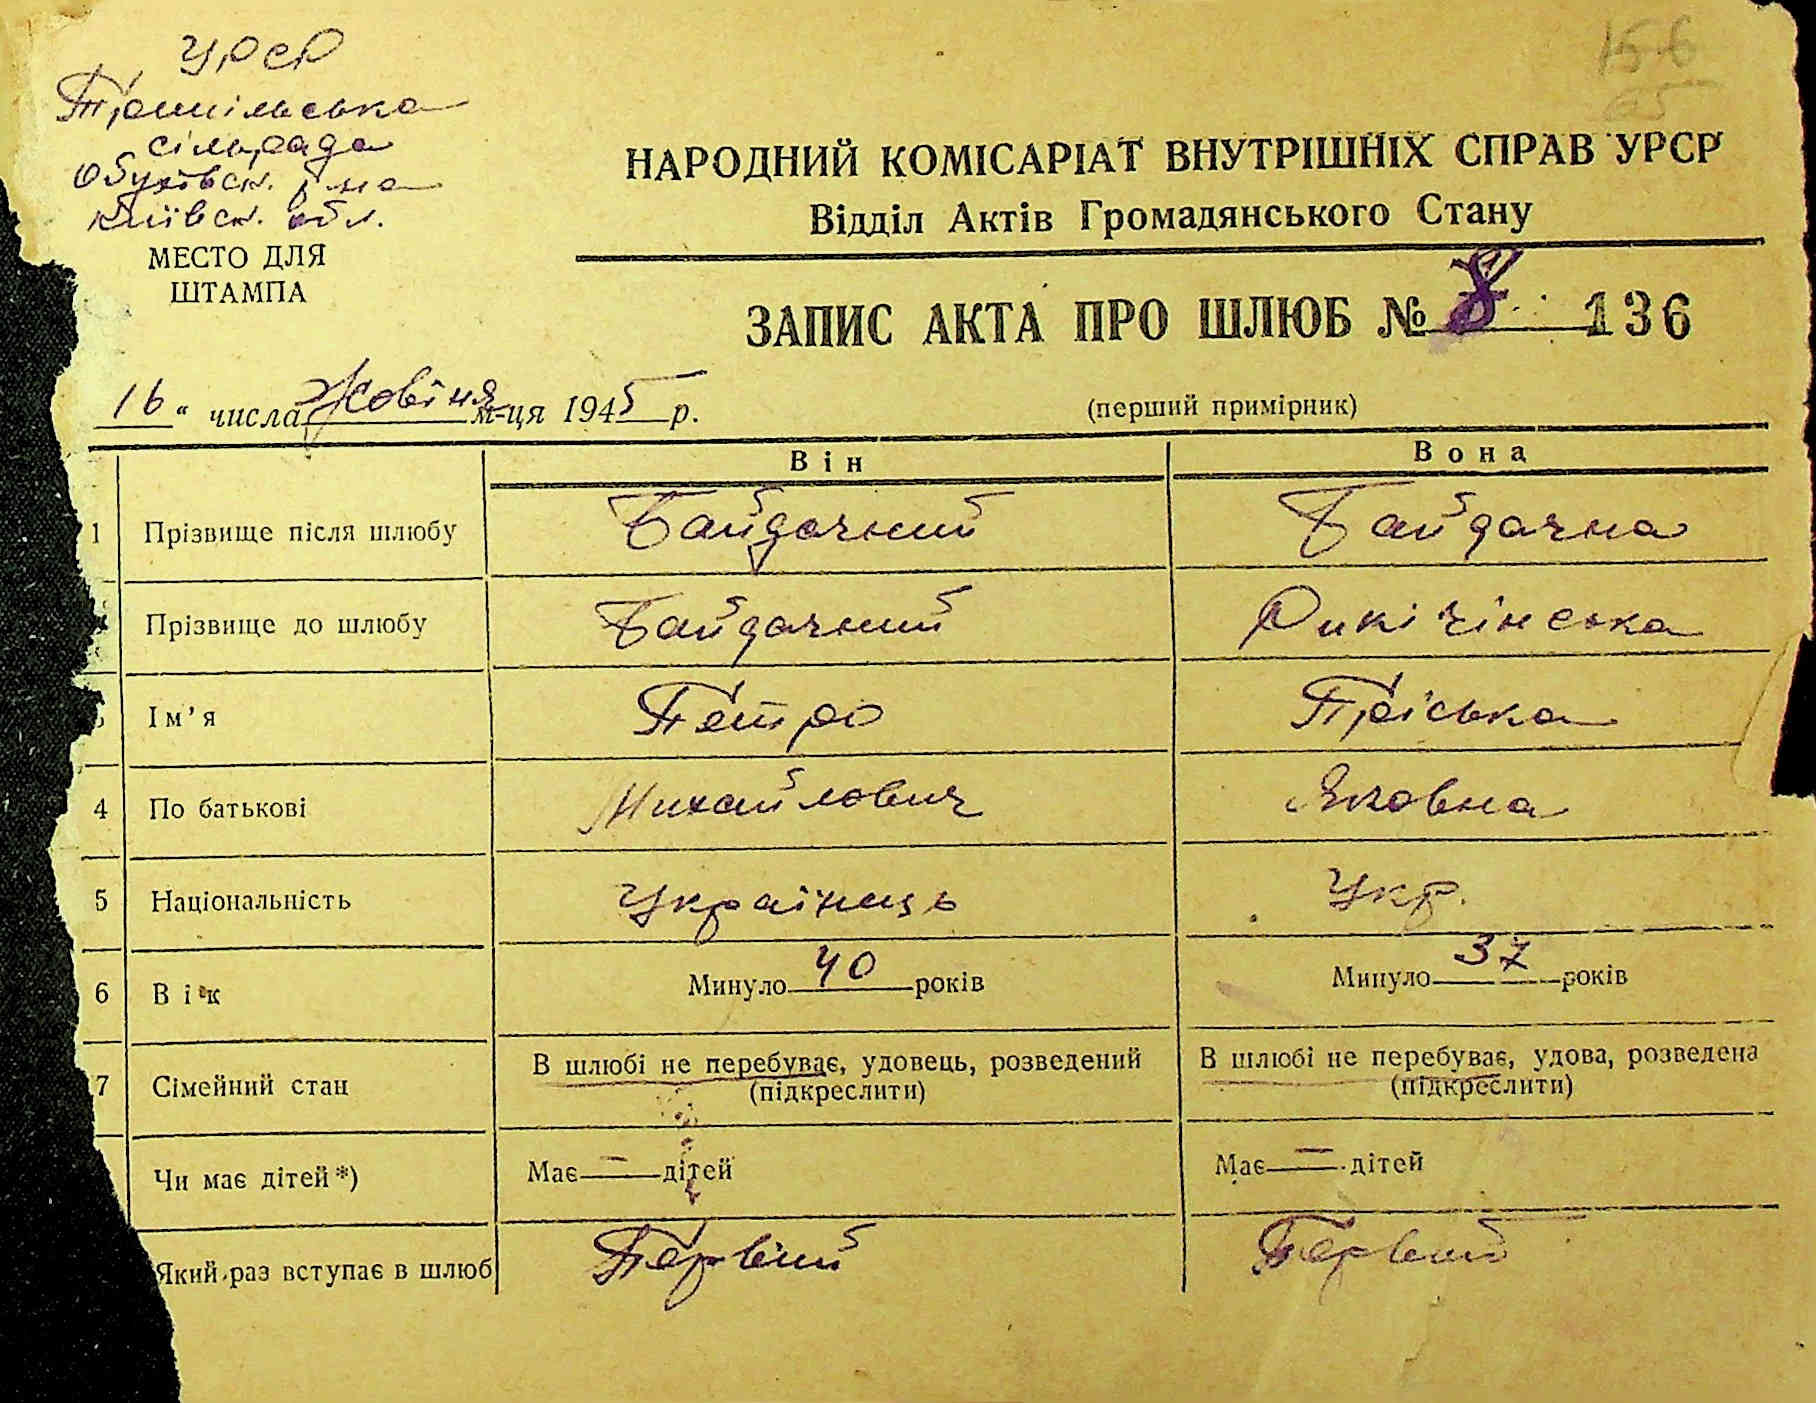 156
65
УРСР
Трипільська
сільрада
Обухівськ. р-на
Київськ. обл.
МЕСТО ДЛЯ
ШТАМПА
НАРОДНИЙ КОМІСАРІАТ ВНУТРІШНІХ СПРАВ УРСР
Відділ Актів Громадянського Стану
ЗАПИС АКТА ПРО ШЛЮБ № 8 136
16 “ числа Жовтня м-ця 1945 р.
(перший примірник)
Він Вона
1 Прізвище після шлюбу Байдачний Байдачна
Прізвище до шлюбу Байдачний
Ім’я Петро Пріська
4 По батькові Михайлович Яковна
5 Національність Українець Укр.
6 Вік Минуло 40 років Минуло 37 років
7 Сімейний стан В шлюбі не перебуває, удовець, розведений В шлюбі не перебуває, удова, розведена
(підкреслити) (підкреслити)
Чи має дітей*) Має — дітей Має — дітей
Який раз вступає в шлюб Первий Первий